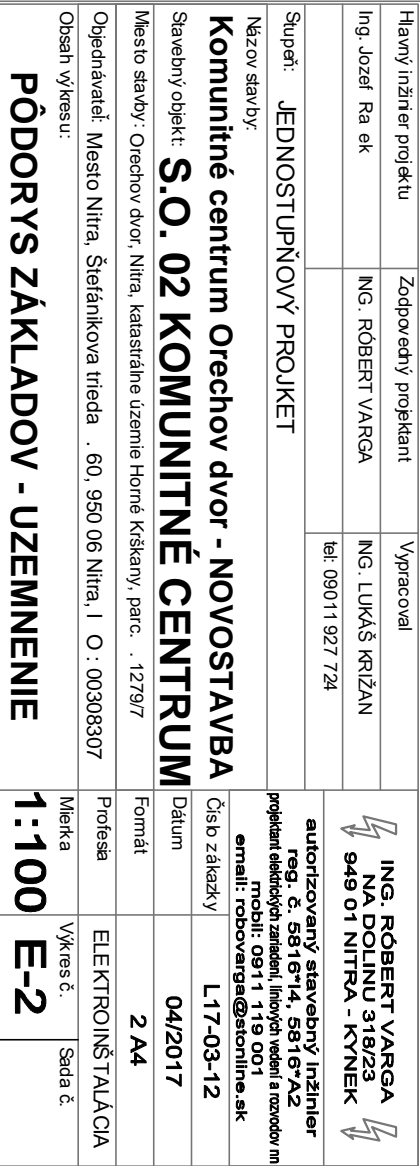 Hlavný inžinier projektu
Zodpovedný projektant
Vypracoval
Ing. Jozef Ra ek
ING. RÓBERT VARGA
ING. LUKÁŠ KRIŽAN
tel: 09011 927 724
Stupeň: JEDNOSTUPŇOVÝ PROJKET
Názov stavby:
Komunitné centrum Orechov dvor - NOVOSTAVBA
Stavebný objekt: S.O. 02 KOMUNITNÉ CENTRUM
Miesto stavby: Orechov dvor, Nitra, katastrálne územie Horné Krškany, parc. . 1279/7
Objednávateľ: Mesto Nitra, Štefánikova trieda . 60, 950 06 Nitra, I O : 00308307
Obsah výkresu:
PÔDORYS ZÁKLADOV - UZEMNENIE
ING. RÓBERT VARGA
NA DOLINU 318/23
949 01 NITRA - KYNEK
autorizovaný stavebný inžinier
reg. č. 5816*14, 5816*A2
projektant elektrických zariadení, líniových vedení a rozvodov nn
mobil: 0911 119 001
email: robovarga@stonline.sk
Číslo zákazky L17-03-12
Dátum 04/2017
Formát 2 A4
Profesia ELEKTROINŠTALÁCIA
Mierka Výkres č. Sada č.
1:100 E-2